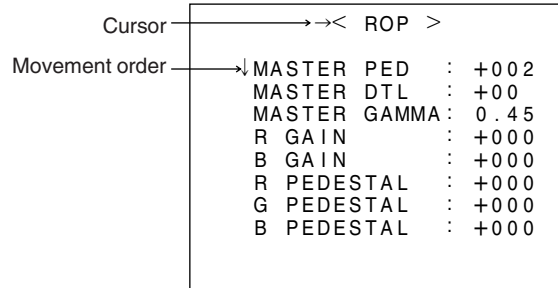 Cursor →< ROP >
Movement order ↓MASTER PED : +002
MASTER DTL : +00
MASTER GAMMA: 0.45
R GAIN : +000
B GAIN : +000
R PEDESTAL : +000
G PEDESTAL : +000
B PEDESTAL : +000